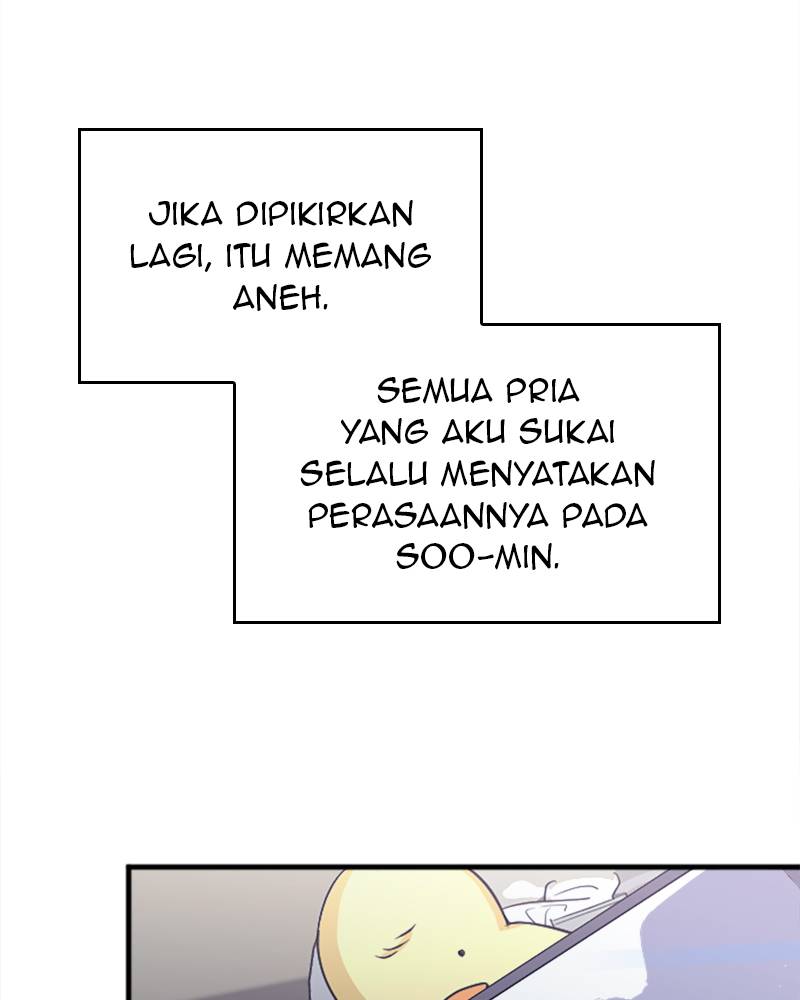 JIKA DIPIKIRKAN
LAGI, ITU MEMANG
ANEH.
SEMUA PRIA
YANG AKU SUKAI
SELALU MENYATAKAN
PERASAANNYA PADA
SOO-MIN.